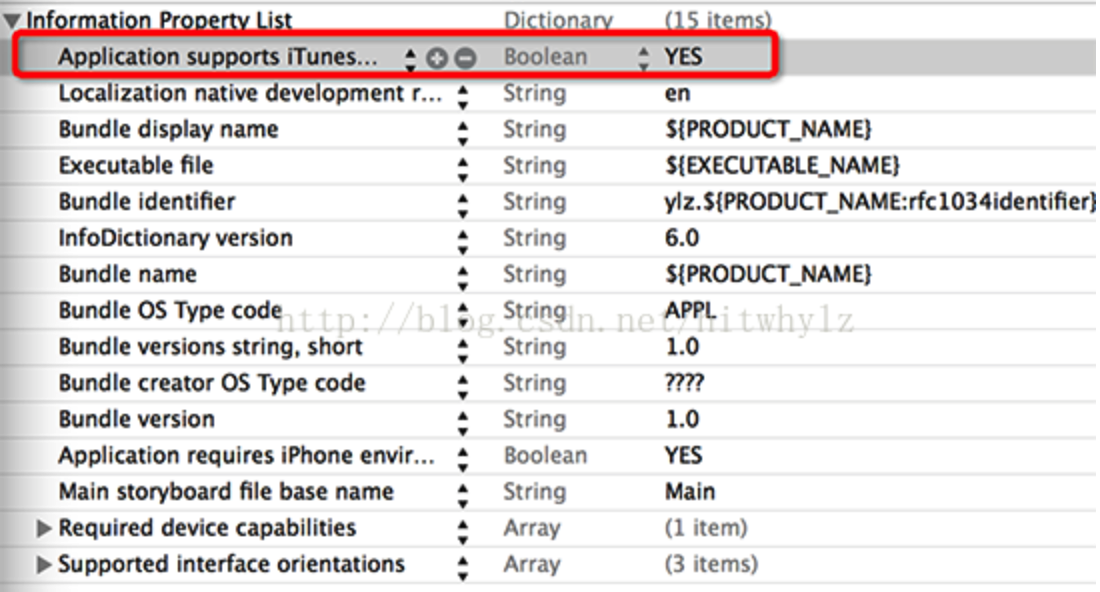 Information Property List Dictionary (15 items)
Application supports iTunes... Boolean YES
Localization native development r... String en
Bundle display name String ${PRODUCT_NAME}
Executable file String ${EXECUTABLE_NAME}
Bundle identifier String ylz.${PRODUCT_NAME:rfc1034identifier}
InfoDictionary version String 6.0
Bundle name String ${PRODUCT_NAME}
Bundle OS Type code String APPL
http://blog.csdn.net/hitwhylz
Bundle versions string, short String 1.0
Bundle creator OS Type code String ????
Bundle version String 1.0
Application requires iPhone envir... Boolean YES
Main storyboard file base name String Main
Required device capabilities Array (1 item)
Supported interface orientations Array (3 items)